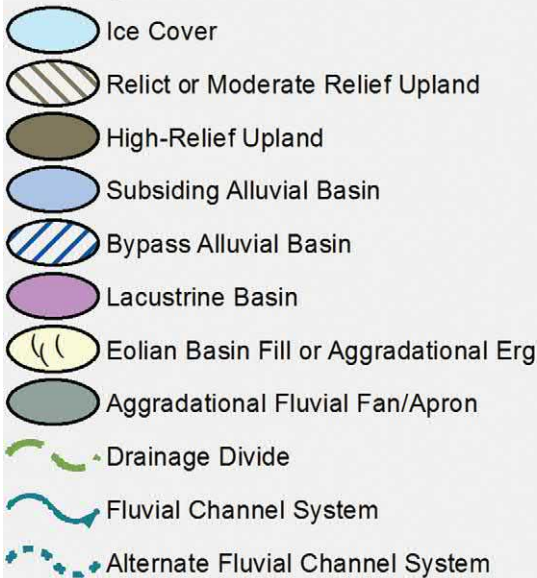 Ice Cover
Relict or Moderate Relief Upland
High-Relief Upland
Subsiding Alluvial Basin
Bypass Alluvial Basin
Lacustrine Basin
Eolian Basin Fill or Aggradational Erg
Aggradational Fluvial Fan/Apron
Drainage Divide
Fluvial Channel System
Alternate Fluvial Channel System